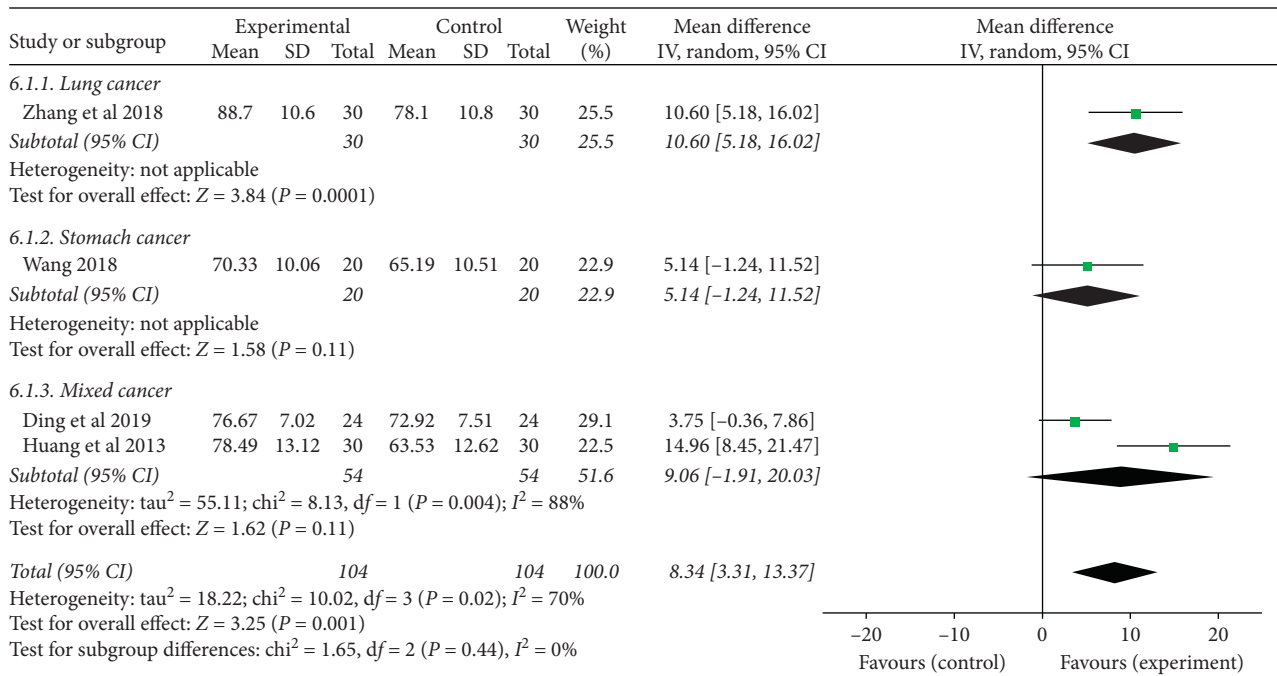 Study or subgroup Experimental Control Weight (%) Mean difference IV, random, 95% CI Mean difference IV, random, 95% CI
Mean SD Total Mean SD Total
6.1.1. Lung cancer
Zhang et al 2018 88.7 10.6 30 78.1 10.8 30 25.5 10.60 [5.18, 16.02]
Subtotal (95% CI) 30 30 25.5 10.60 [5.18, 16.02]
Heterogeneity: not applicable
Test for overall effect: Z = 3.84 (P = 0.0001)
6.1.2. Stomach cancer
Wang 2018 70.33 10.06 20 65.19 10.51 20 22.9 5.14 [–1.24, 11.52]
Subtotal (95% CI) 20 20 22.9 5.14 [–1.24, 11.52]
Heterogeneity: not applicable
Test for overall effect: Z = 1.58 (P = 0.11)
6.1.3. Mixed cancer
Ding et al 2019 76.67 7.02 24 72.92 7.51 24 29.1 3.75 [–0.36, 7.86]
Huang et al 2013 78.49 13.12 30 63.53 12.62 30 22.5 14.96 [8.45, 21.47]
Subtotal (95% CI) 54 54 51.6 9.06 [–1.91, 20.03]
Heterogeneity: tau² = 55.11; chi² = 8.13, df = 1 (P = 0.004); I² = 88%
Test for overall effect: Z = 1.62 (P = 0.11)
Total (95% CI) 104 104 100.0 8.34 [3.31, 13.37]
Heterogeneity: tau² = 18.22; chi² = 10.02, df = 3 (P = 0.02); I² = 70%
Test for overall effect: Z = 3.25 (P = 0.001)
Test for subgroup differences: chi² = 1.65, df = 2 (P = 0.44), I² = 0%
–20 –10 0 10 20
Favours (control) Favours (experiment)